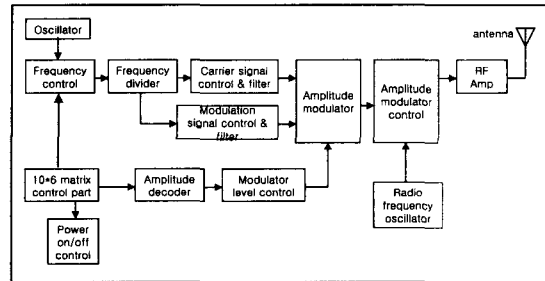 Oscillator
antenna
Frequency
control
Frequency
divider
Carrier signal
control & filter
Modulation
signal control &
filter
Amplitude
modulator
Amplitude
modulator
control
RF
Amp
10*6 matrix
control part
Amplitude
decoder
Modulator
level control
Radio
frequency
oscillator
Power
on/off
control